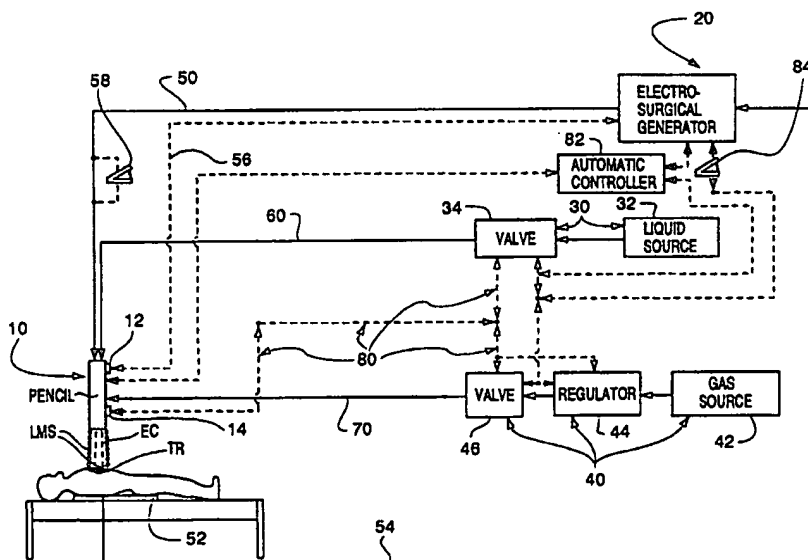 20
58
50
84
ELECTRO-
SURGICAL
GENERATOR
56
82
AUTOMATIC
CONTROLLER
34
30
32
60
VALVE
LIQUID
SOURCE
10
12
80
PENCIL
VALVE
REGULATOR
GAS
SOURCE
14
70
46
44
42
LMS
EC
TR
40
52
54